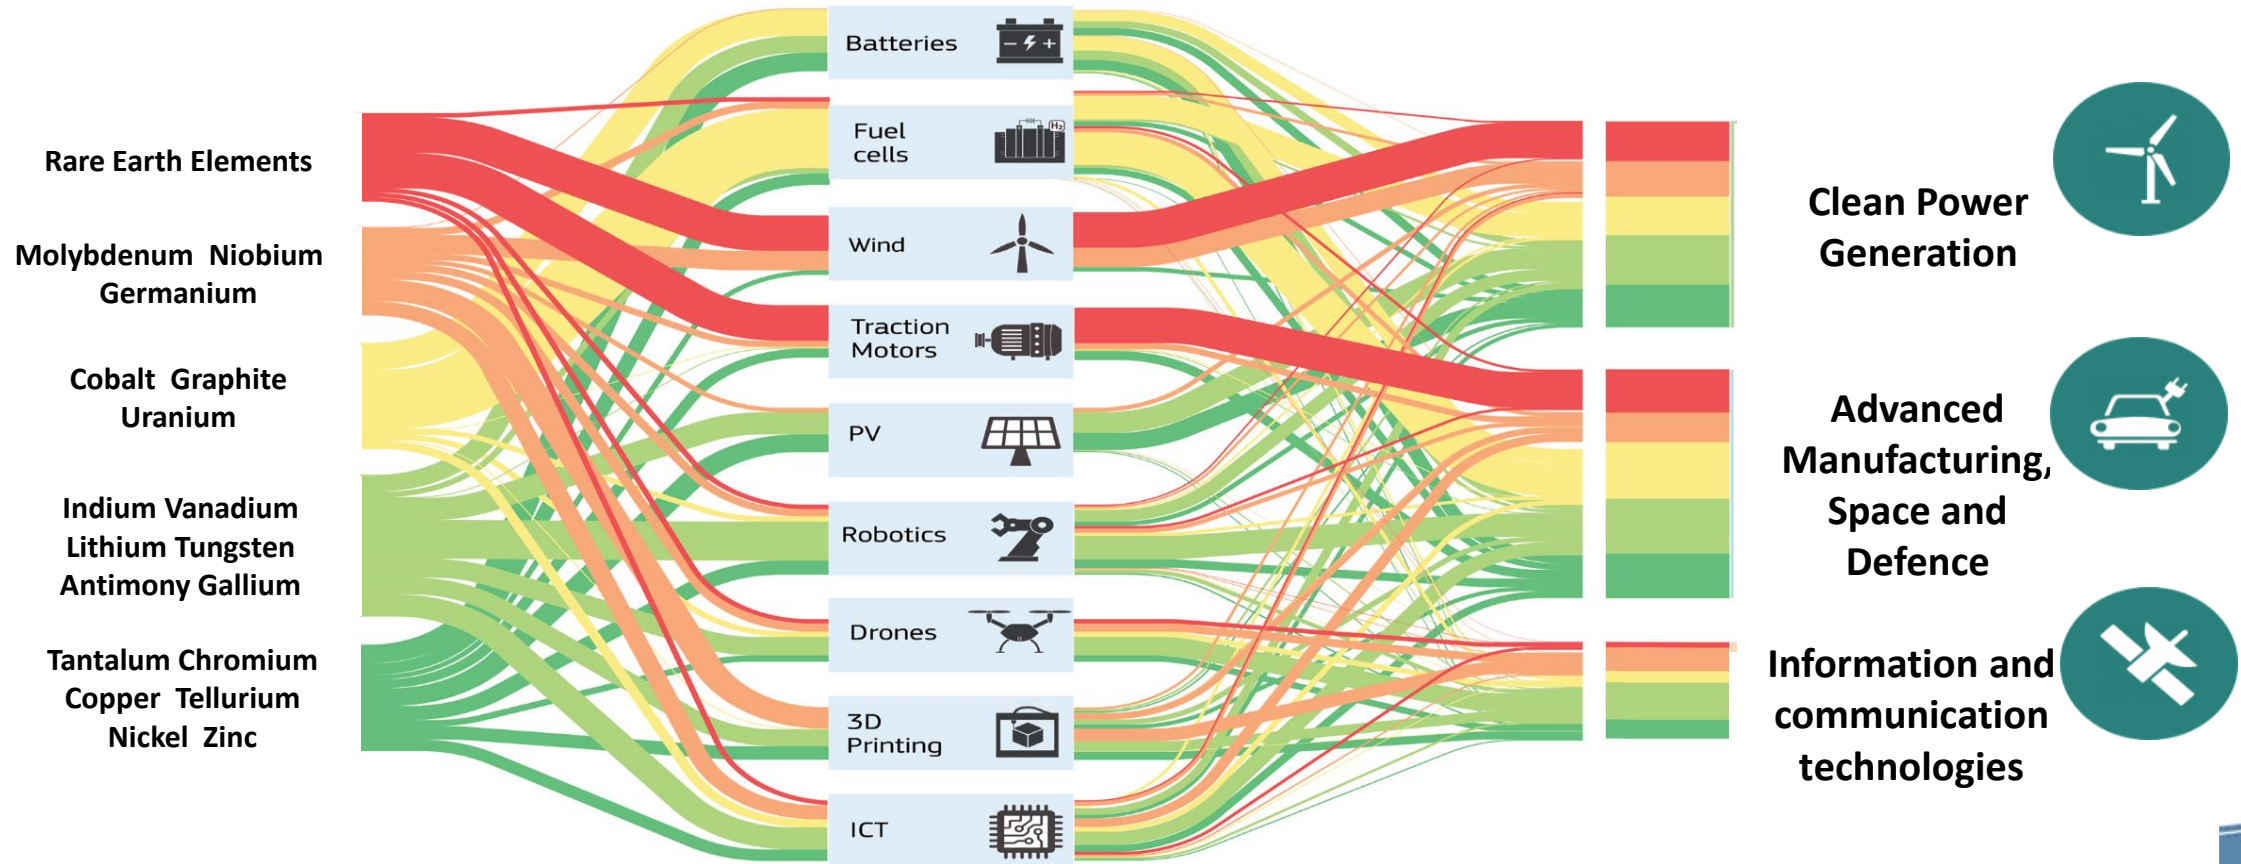 Rare Earth Elements
Molybdenum Niobium
Germanium
Cobalt Graphite
Uranium
Indium Vanadium
Lithium Tungsten
Antimony Gallium
Tantalum Chromium
Copper Tellurium
Nickel Zinc
Batteries
Fuel
cells
H2
Wind
Traction
Motors
PV
Robotics
Drones
3D
Printing
ICT
Clean Power
Generation
Advanced
Manufacturing,
Space and
Defence
Information and
communication
technologies